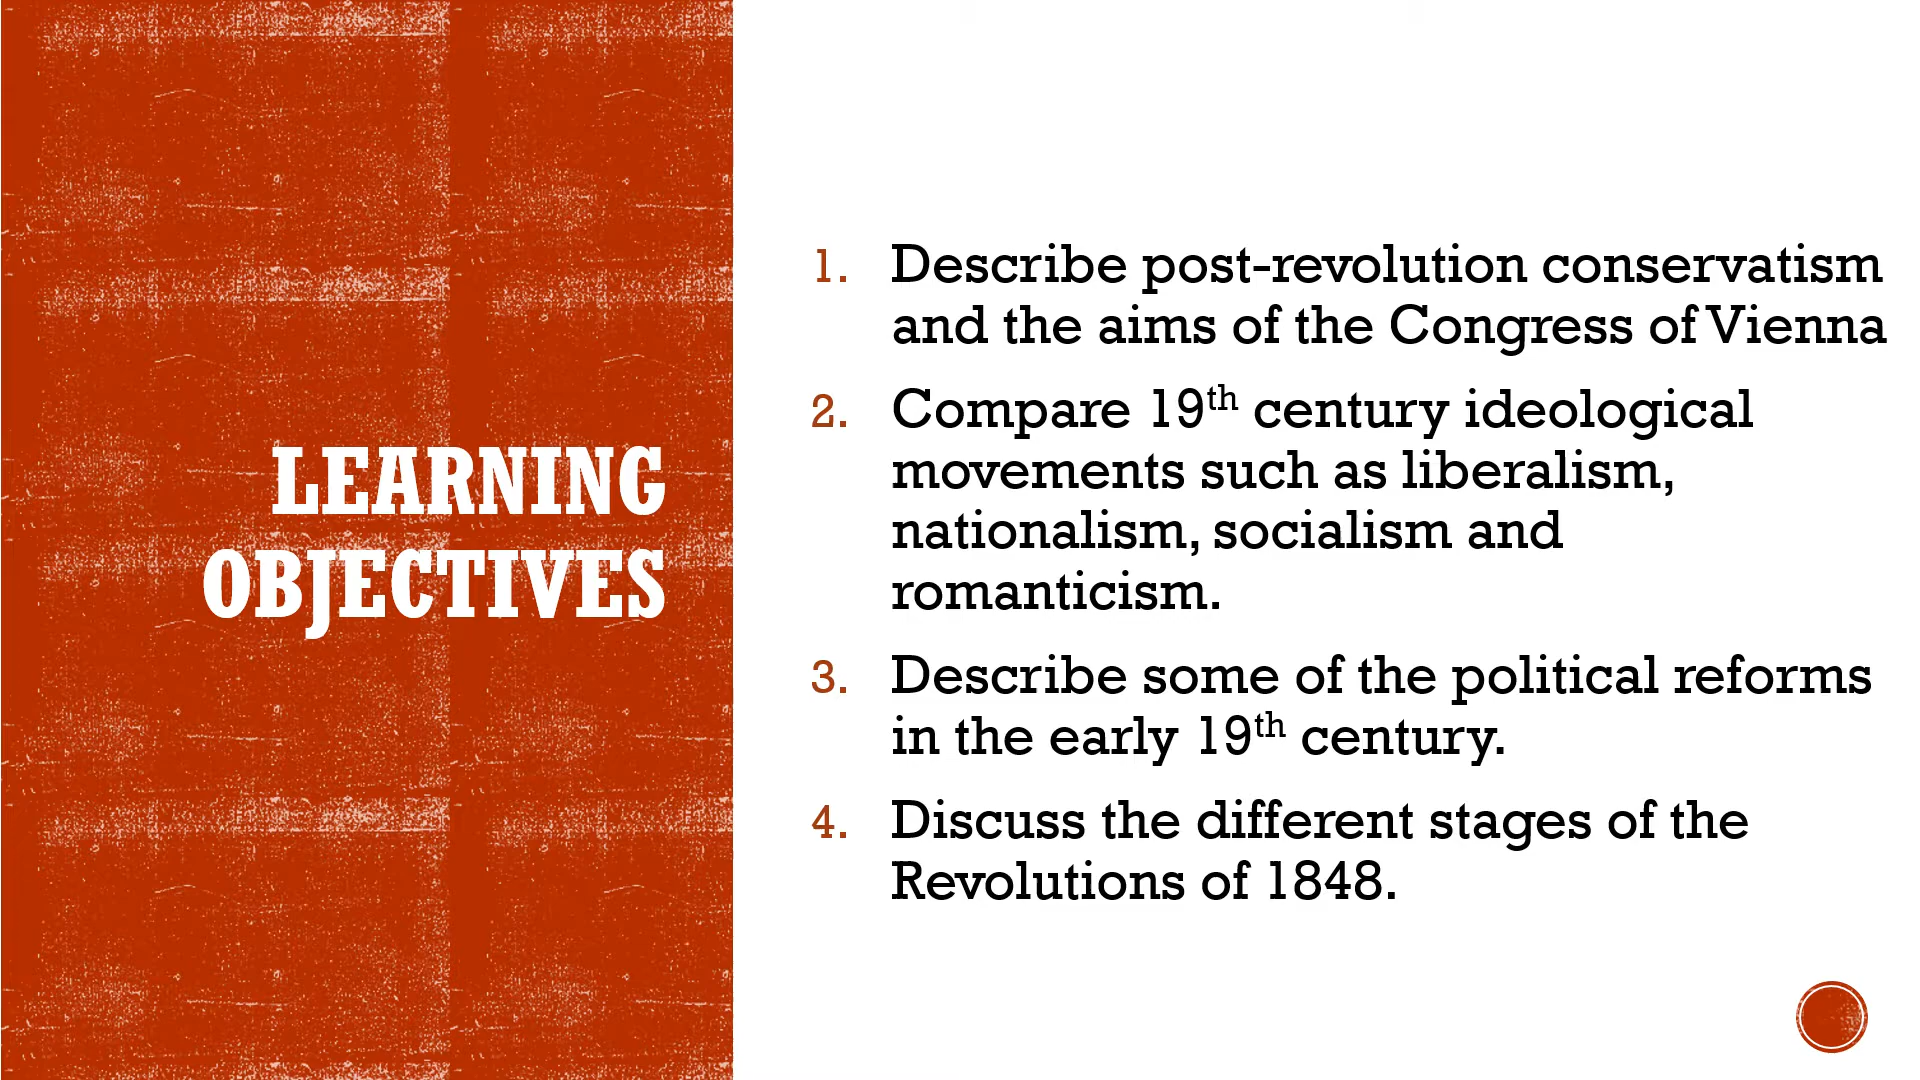 LEARNING
OBJECTIVES
1. Describe post-revolution conservatism
and the aims of the Congress of Vienna
2. Compare 19th century ideological
movements such as liberalism,
nationalism, socialism and
romanticism.
3. Describe some of the political reforms
in the early 19th century.
4. Discuss the different stages of the
Revolutions of 1848.